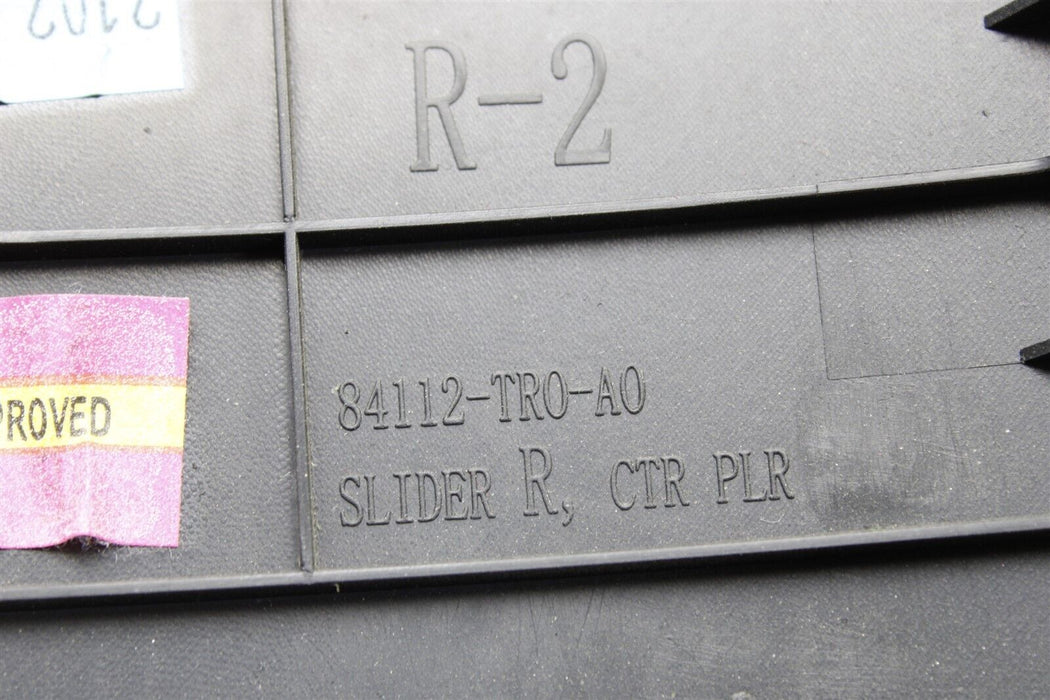 R-2
84112-TR0-A0
SLIDER R, CTR PLR
PROVED